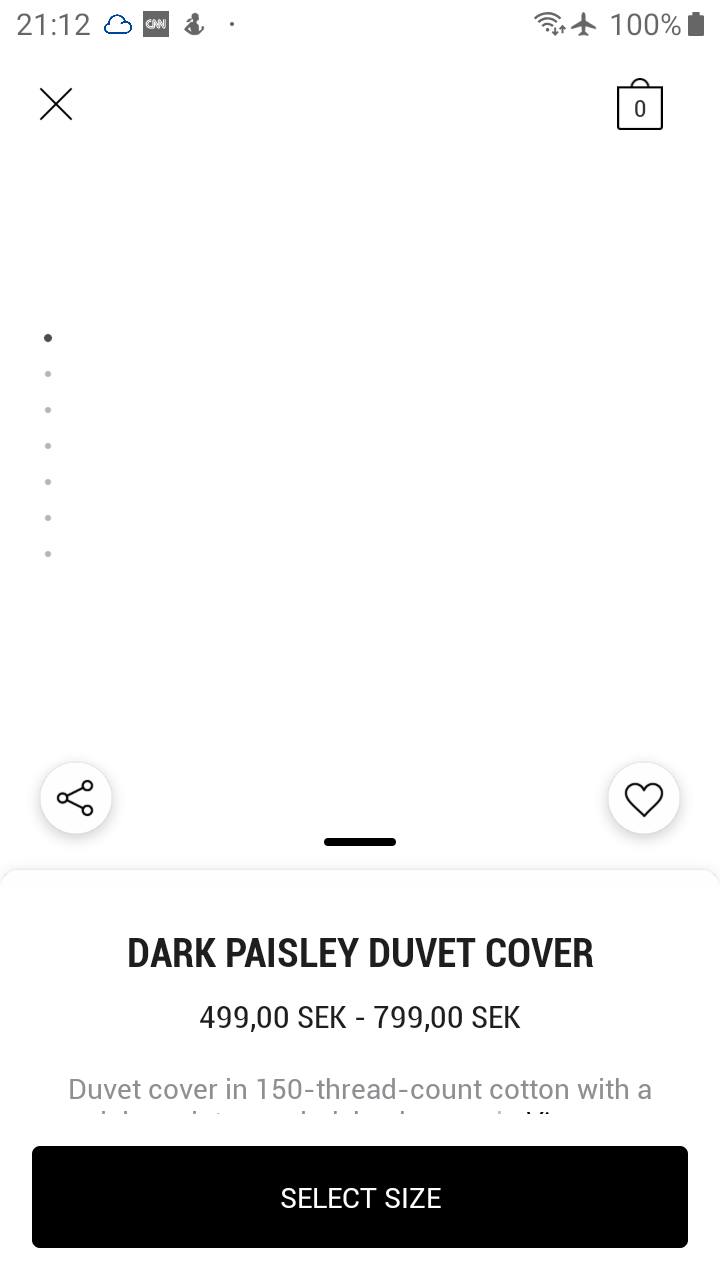 21:12 CNN 100%
0
DARK PAISLEY DUVET COVER
499,00 SEK - 799,00 SEK
Duvet cover in 150-thread-count cotton with a
SELECT SIZE